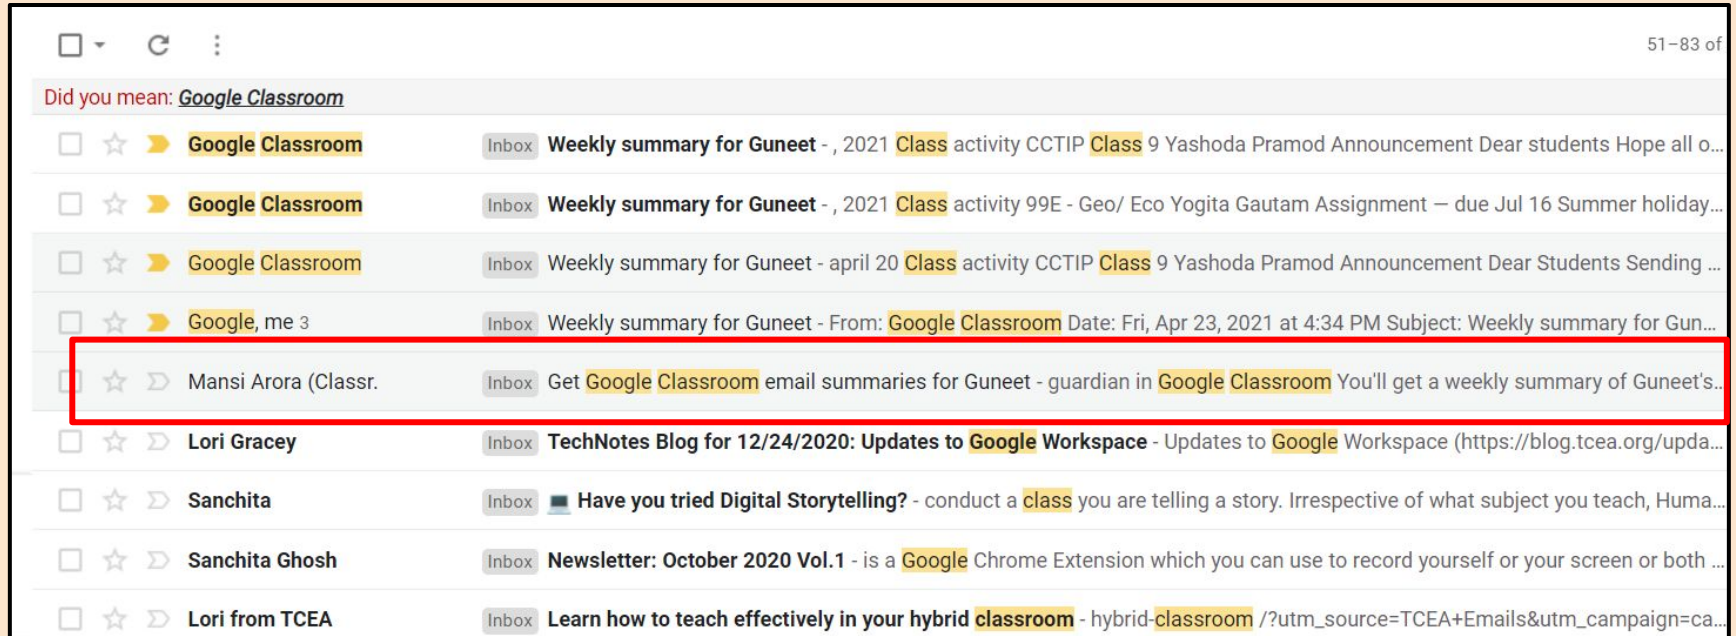 51–83 of
Did you mean: Google Classroom
Google Classroom Inbox Weekly summary for Guneet - , 2021 Class activity CCTIP Class 9 Yashoda Pramod Announcement Dear students Hope all o...
Google Classroom Inbox Weekly summary for Guneet - , 2021 Class activity 99E - Geo/ Eco Yogita Gautam Assignment — due Jul 16 Summer holiday...
Google Classroom Inbox Weekly summary for Guneet - april 20 Class activity CCTIP Class 9 Yashoda Pramod Announcement Dear Students Sending ...
Google, me 3 Inbox Weekly summary for Guneet - From: Google Classroom Date: Fri, Apr 23, 2021 at 4:34 PM Subject: Weekly summary for Gun...
Mansi Arora (Classr. Inbox Get Google Classroom email summaries for Guneet - guardian in Google Classroom You'll get a weekly summary of Guneet's...
Lori Gracey Inbox TechNotes Blog for 12/24/2020: Updates to Google Workspace - Updates to Google Workspace (https://blog.tcea.org/upda...
Sanchita Inbox 💻 Have you tried Digital Storytelling? - conduct a class you are telling a story. Irrespective of what subject you teach, Huma...
Sanchita Ghosh Inbox Newsletter: October 2020 Vol.1 - is a Google Chrome Extension which you can use to record yourself or your screen or both ...
Lori from TCEA Inbox Learn how to teach effectively in your hybrid classroom - hybrid-classroom /?utm_source=TCEA+Emails&utm_campaign=ca...